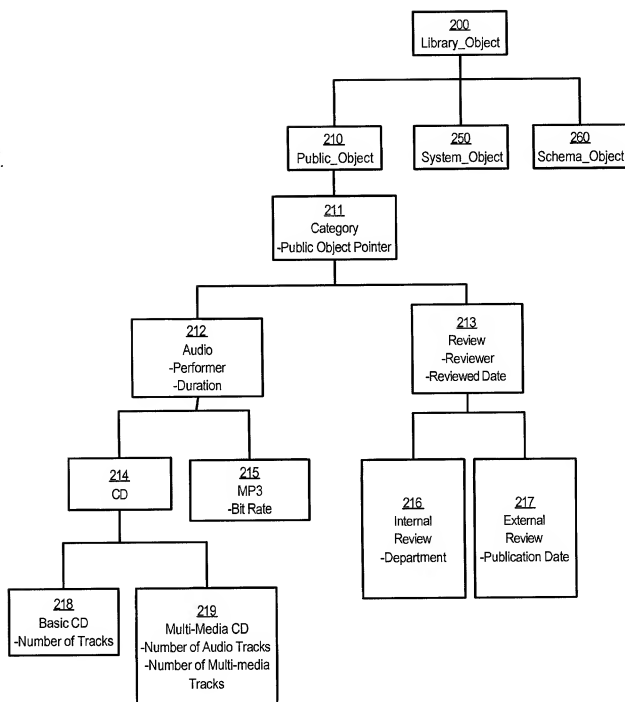 200
Library_Object
210
Public_Object
250
System_Object
260
Schema_Object
211
Category
-Public Object Pointer
212
Audio
-Performer
-Duration
213
Review
-Reviewer
-Reviewed Date
214
CD
215
MP3
-Bit Rate
216
Internal
Review
-Department
217
External
Review
-Publication Date
218
Basic CD
-Number of Tracks
219
Multi-Media CD
-Number of Audio Tracks
-Number of Multi-media
Tracks